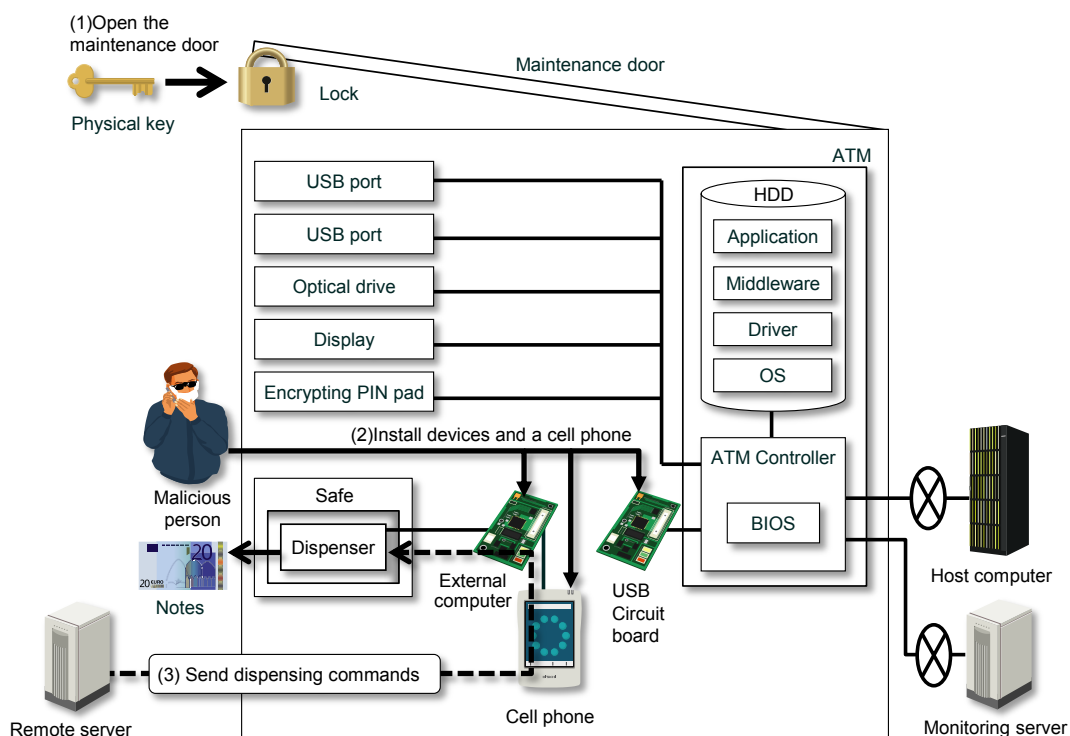 (1)Open the
maintenance door
Physical key
Lock
Maintenance door
ATM
USB port
USB port
Optical drive
Display
Encrypting PIN pad
HDD
Application
Middleware
Driver
OS
ATM Controller
BIOS
(2)Install devices and a cell phone
Malicious
person
Safe
Dispenser
20
20 EURO
Notes
External
computer
USB
Circuit
board
Host computer
(3) Send dispensing commands
Cell phone
Remote server
Monitoring server